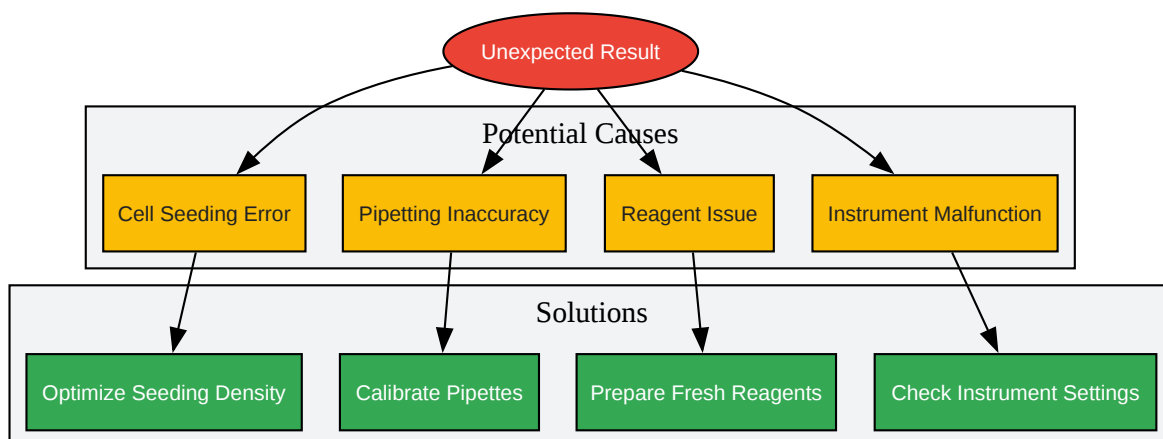 Unexpected Result
Potential Causes
Cell Seeding Error
Pipetting Inaccuracy
Reagent Issue
Instrument Malfunction
Solutions
Optimize Seeding Density
Calibrate Pipettes
Prepare Fresh Reagents
Check Instrument Settings